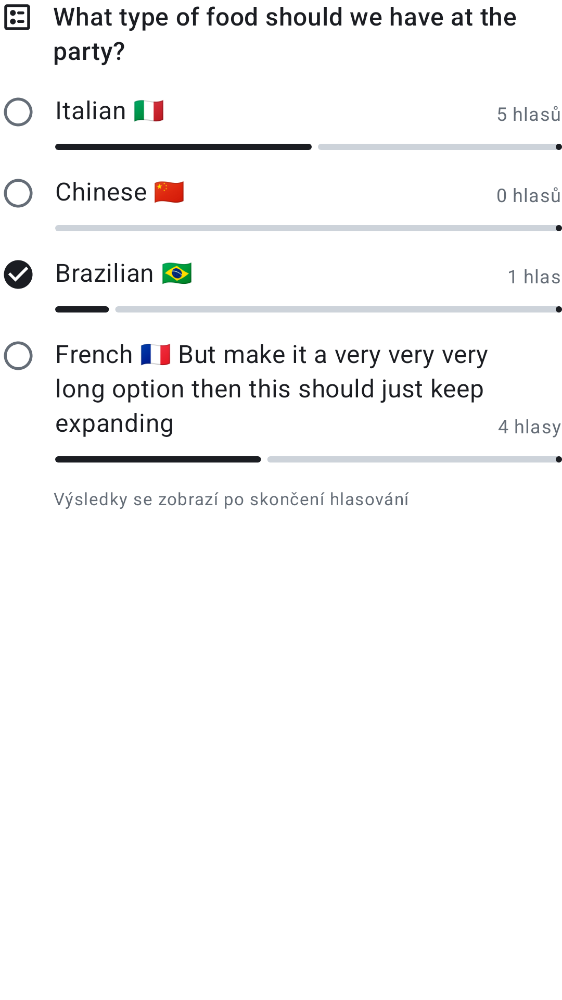 What type of food should we have at the
party?
Italian 🇮🇹
5 hlasů
Chinese 🇨🇳
0 hlasů
Brazilian 🇧🇷
1 hlas
French 🇫🇷 But make it a very very very
long option then this should just keep
expanding
4 hlasy
Výsledky se zobrazí po skončení hlasování